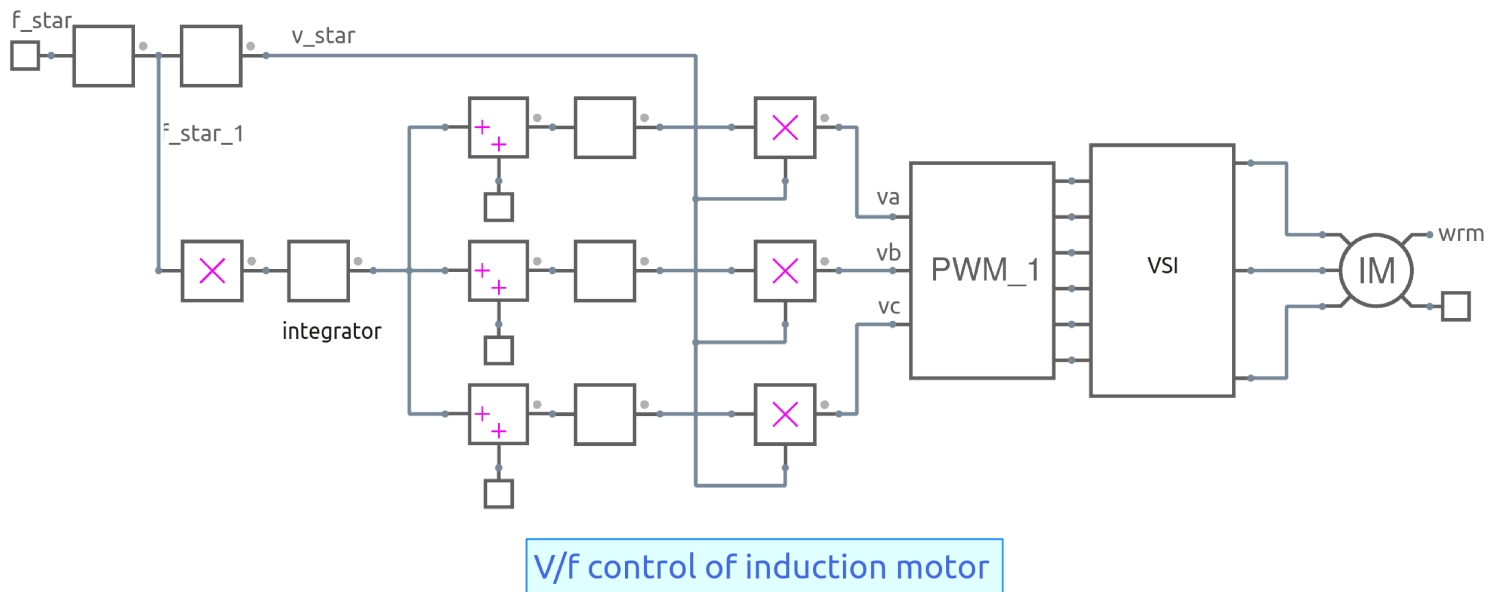 f_star
v_star
f_star_1
integrator
va
vb
vc
PWM_1
VSI
IM
wrm
V/f control of induction motor